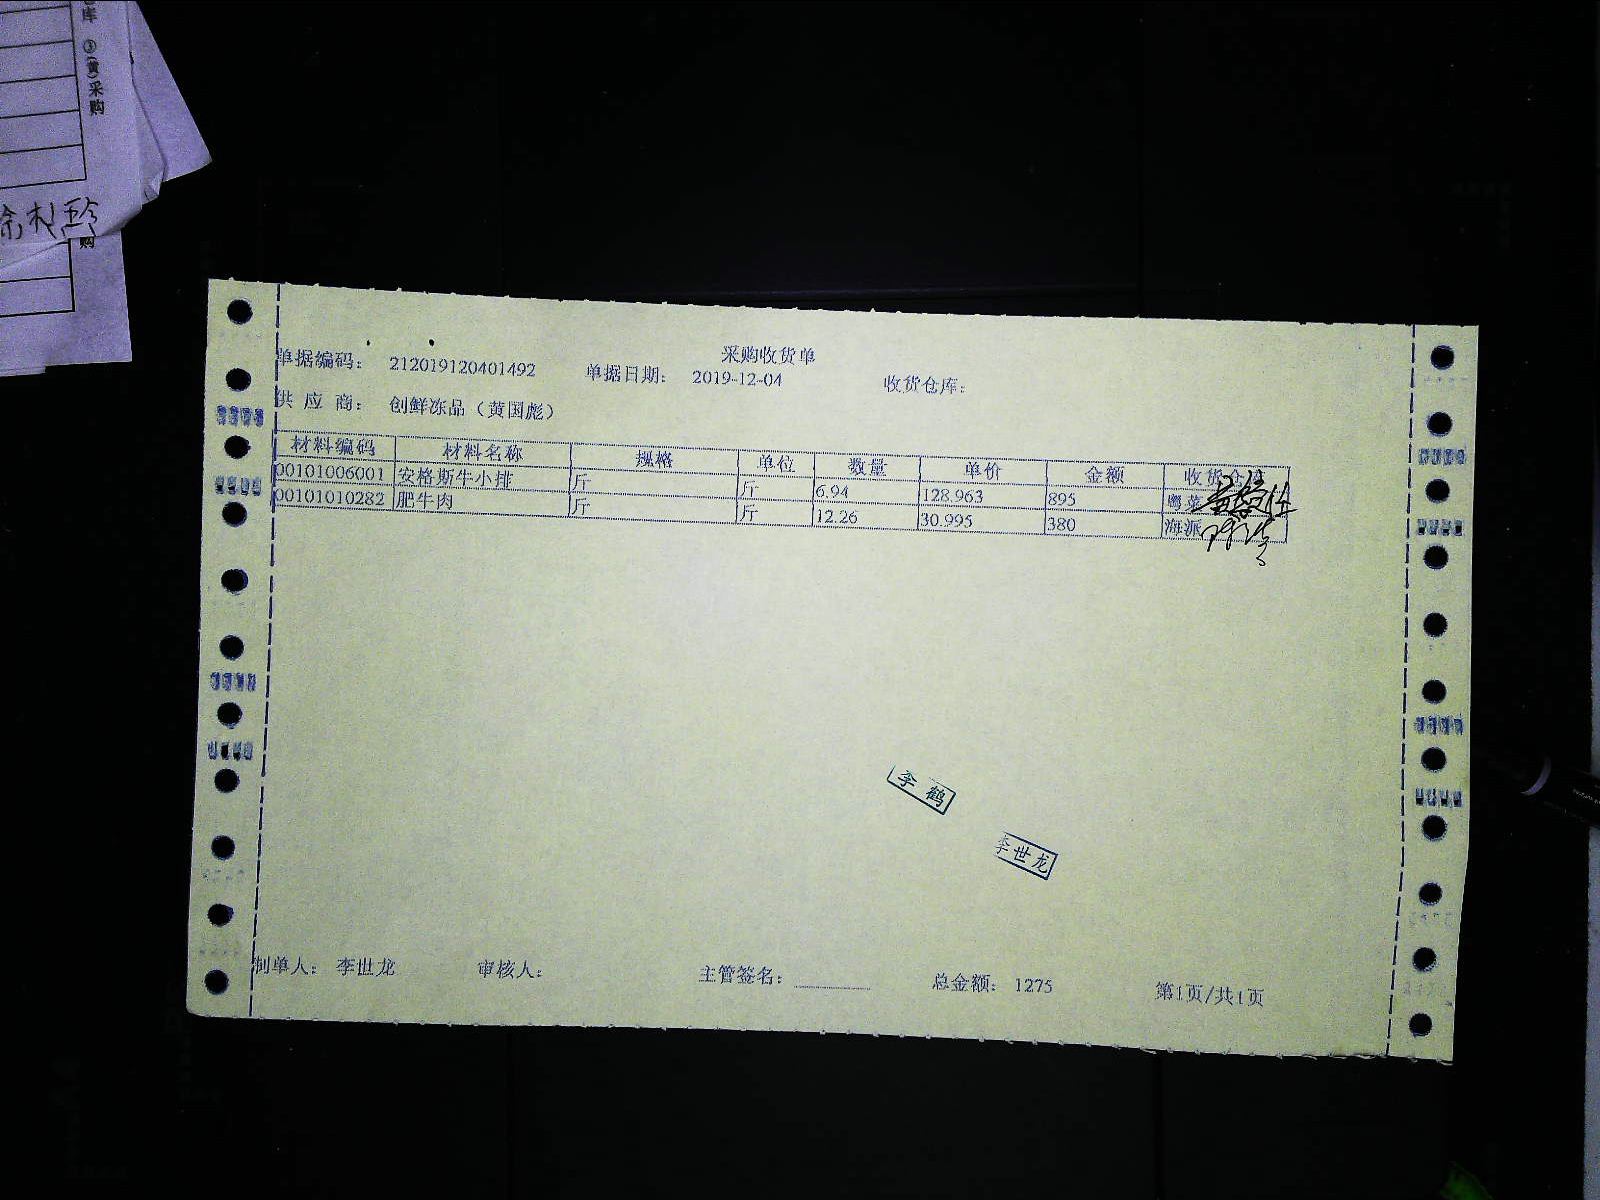 库 ③(黄)采购
购
采购收货单
单据编码： 212019120401492 单据日期： 2019-12-04 收货仓库：
供 应 商： 创鲜冻品（黄国彪）
材料编码 材料名称 规格 单位 数量 单价 金额 收货仓
00101006001 安格斯牛小排 斤 斤 6.94 128.963 895 粤菜
00101010282 肥牛肉 斤 斤 12.26 30.995 380 海派
李鹤
李世龙
制单人： 李世龙 审核人： 主管签名： 总金额： 1275 第1页/共1页